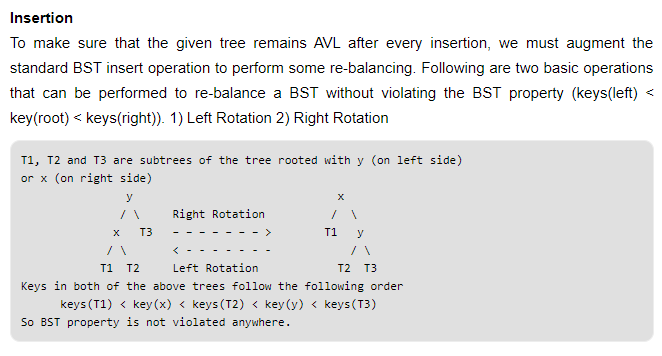 Insertion
To make sure that the given tree remains AVL after every insertion, we must augment the
standard BST insert operation to perform some re-balancing. Following are two basic operations
that can be performed to re-balance a BST without violating the BST property (keys(left) <
key(root) < keys(right)). 1) Left Rotation 2) Right Rotation
T1, T2 and T3 are subtrees of the tree rooted with y (on left side)
or x (on right side)
y x
/ \ Right Rotation / \
x T3 - - - - - - - > T1 y
/ \ < - - - - - - - / \
T1 T2 Left Rotation T2 T3
Keys in both of the above trees follow the following order
keys(T1) < key(x) < keys(T2) < key(y) < keys(T3)
So BST property is not violated anywhere.